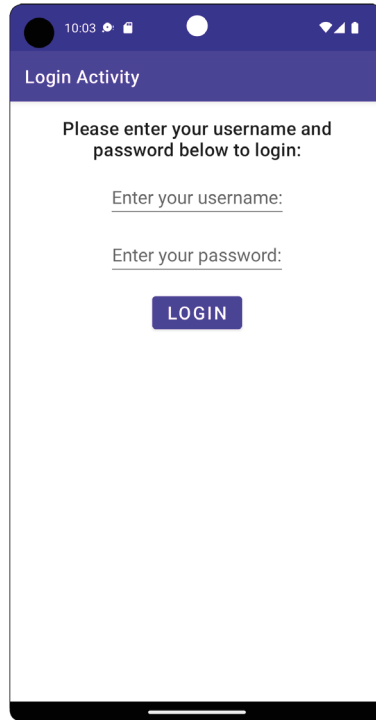 10:03
Login Activity
Please enter your username and
password below to login:
Enter your username:
Enter your password:
LOGIN